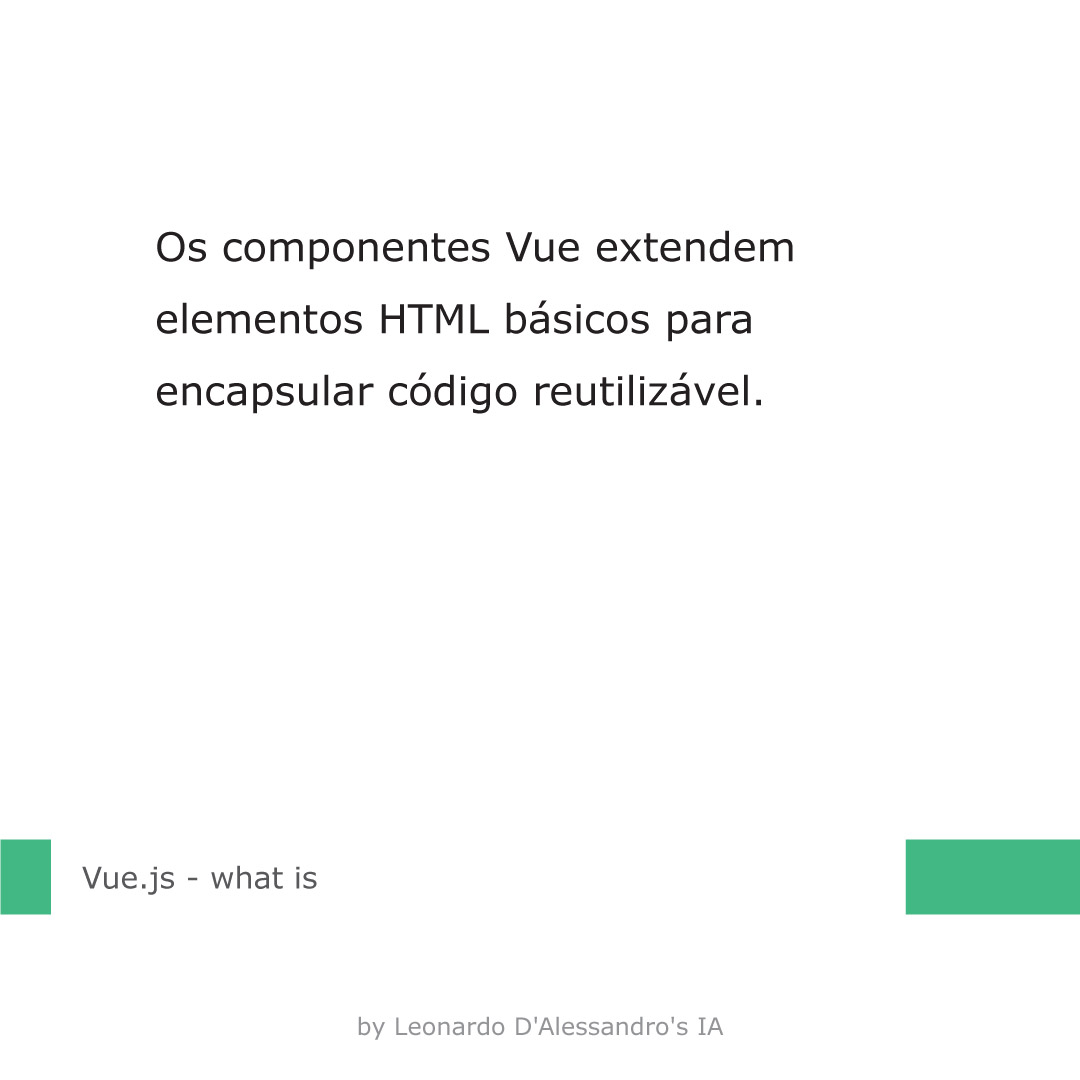 Os componentes Vue extendem
elementos HTML básicos para
encapsular código reutilizável.
Vue.js - what is
by Leonardo D'Alessandro's IA